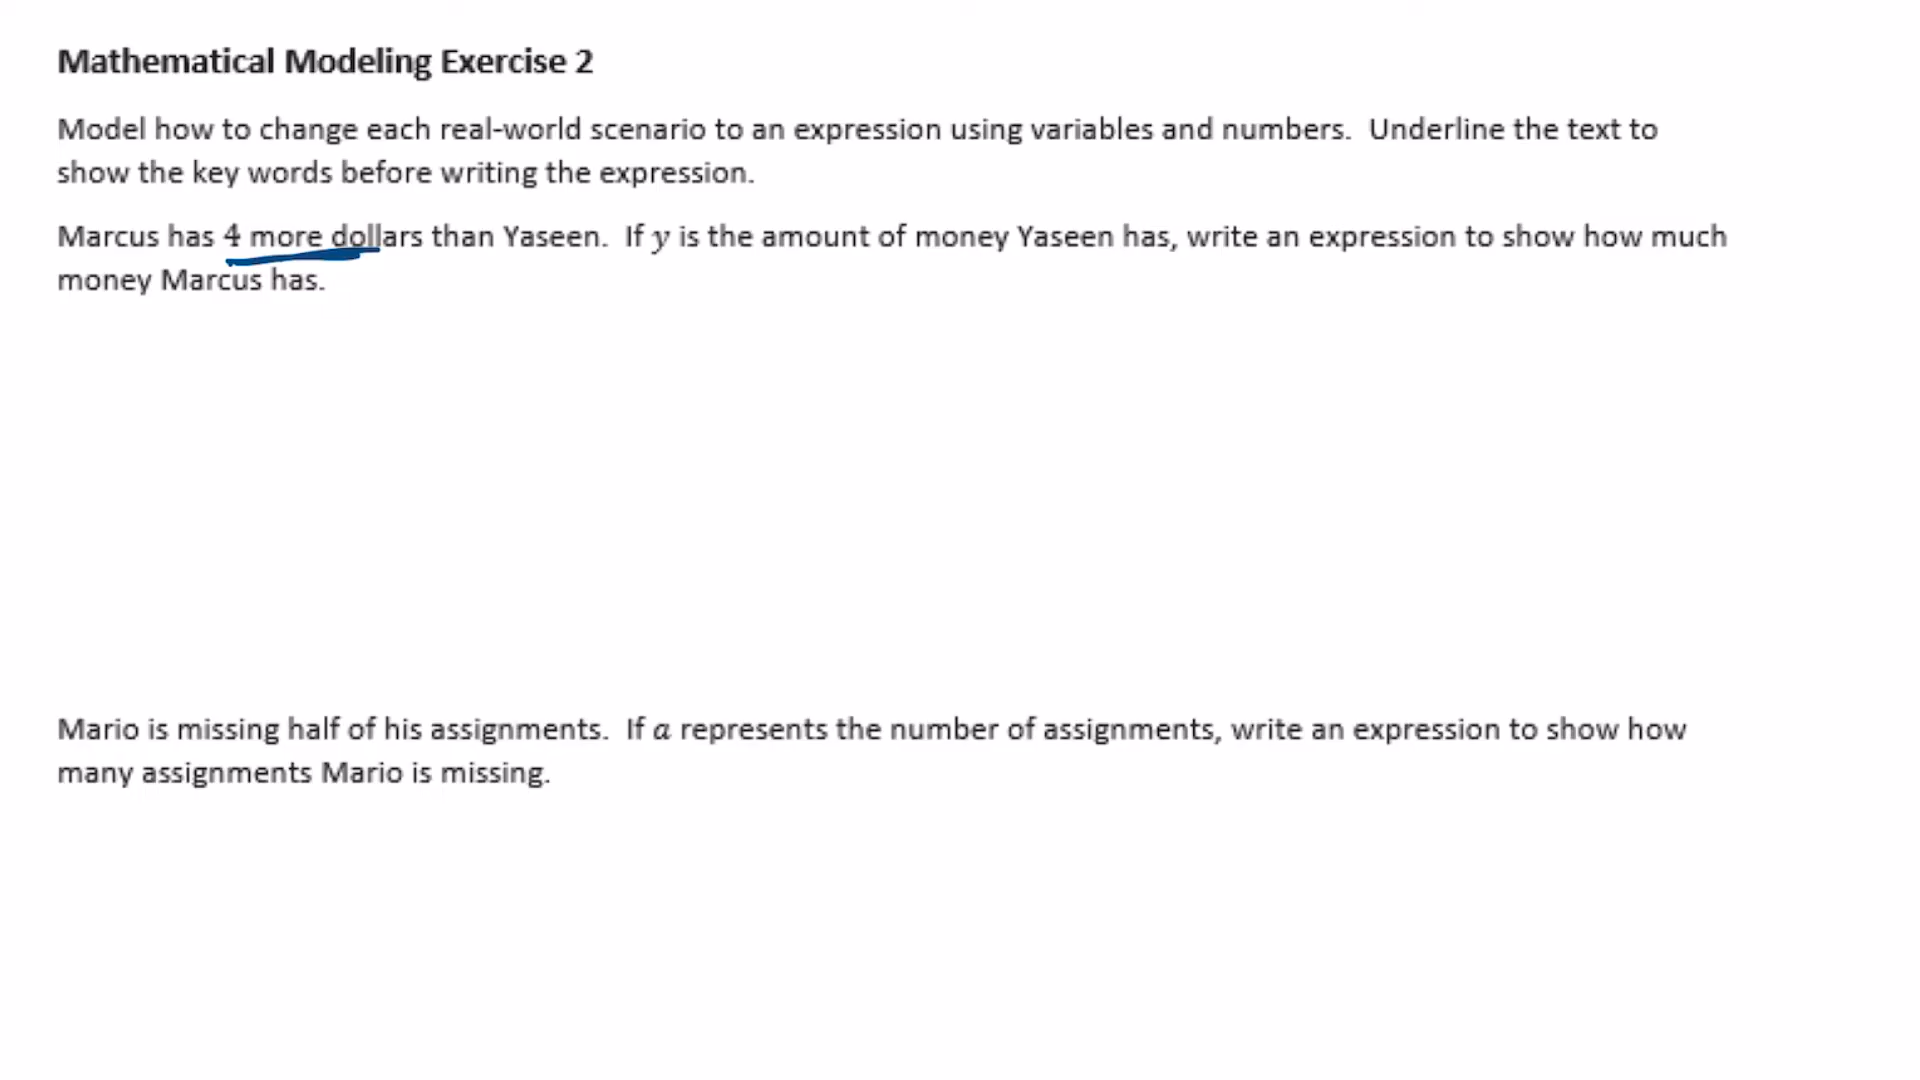 Mathematical Modeling Exercise 2
Model how to change each real-world scenario to an expression using variables and numbers. Underline the text to
show the key words before writing the expression.
Marcus has 4 more dollars than Yaseen. If y is the amount of money Yaseen has, write an expression to show how much
money Marcus has.
Mario is missing half of his assignments. If a represents the number of assignments, write an expression to show how
many assignments Mario is missing.